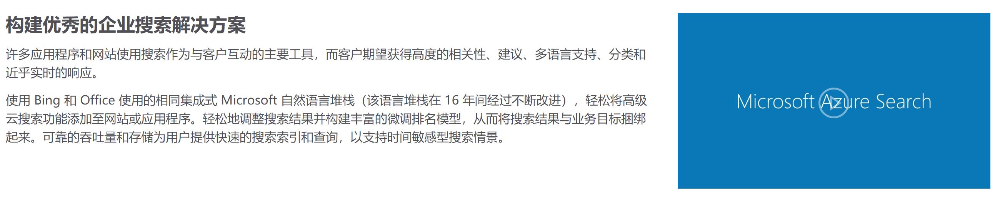 构建优秀的企业搜索解决方案
许多应用程序和网站使用搜索作为与客户互动的主要工具，而客户期望获得高度的相关性、建议、多语言支持、分类和
近乎实时的响应。
使用 Bing 和 Office 使用的相同集成式 Microsoft 自然语言堆栈（该语言堆栈在 16 年间经过不断改进），轻松将高级
云搜索功能添加至网站或应用程序。轻松地调整搜索结果并构建丰富的微调排名模型，从而将搜索结果与业务目标捆绑
起来。可靠的吞吐量和存储为用户提供快速的搜索索引和查询，以支持时间敏感型搜索情景。
Microsoft Azure Search